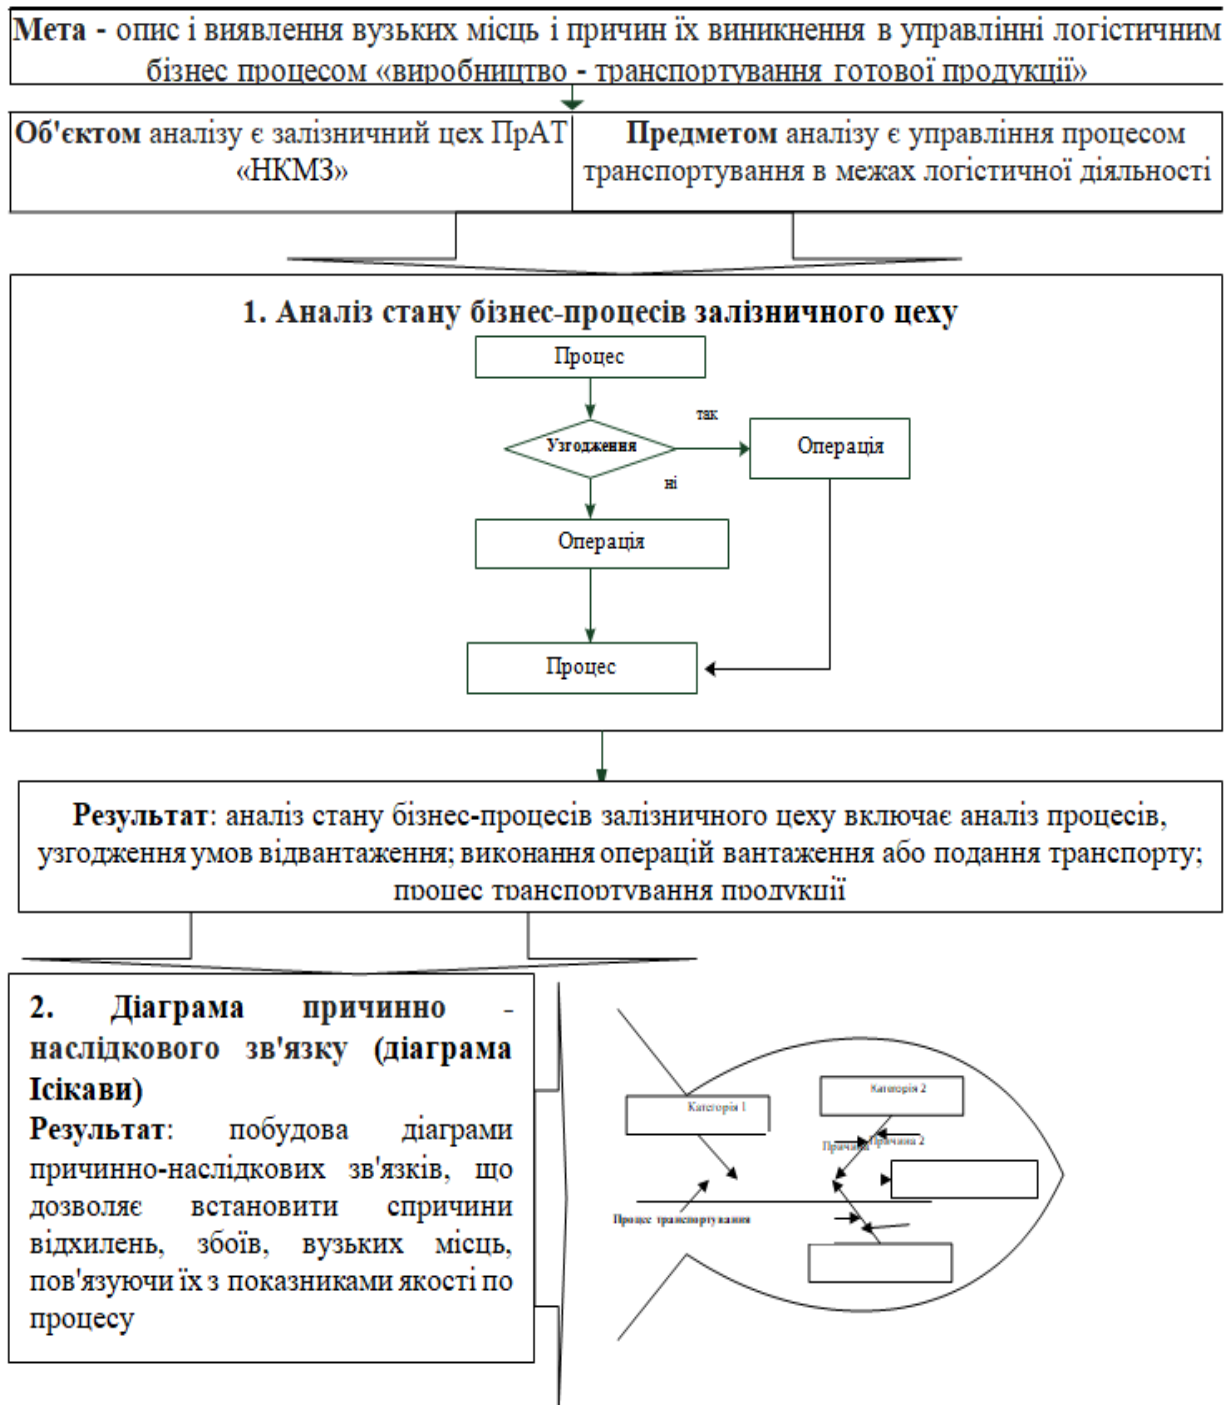 Мета - опис і виявлення вузьких місць і причин їх виникнення в управлінні логістичним
бізнес процесом «виробництво - транспортування готової продукції»
Об'єктом аналізу є залізничний цех ПрАТ
«НКМЗ»
Предметом аналізу є управління процесом
транспортування в межах логістичної діяльності
1. Аналіз стану бізнес-процесів залізничного цеху
Процес
так
Узгодження
Операція
ні
Операція
Процес
Результат: аналіз стану бізнес-процесів залізничного цеху включає аналіз процесів,
узгодження умов відвантаження; виконання операцій вантаження або подання транспорту;
процес транспортування продукції
2. Діаграма причинно -
наслідкового зв'язку (діаграма
Ісікави)
Результат: побудова діаграми
причинно-наслідкових зв'язків, що
дозволяє встановити спричини
відхилень, збоїв, вузьких місць,
пов'язуючи їх з показниками якості по
процесу
Категорія 2
Категорія 1
Причина Причина 2
Процес транспортування